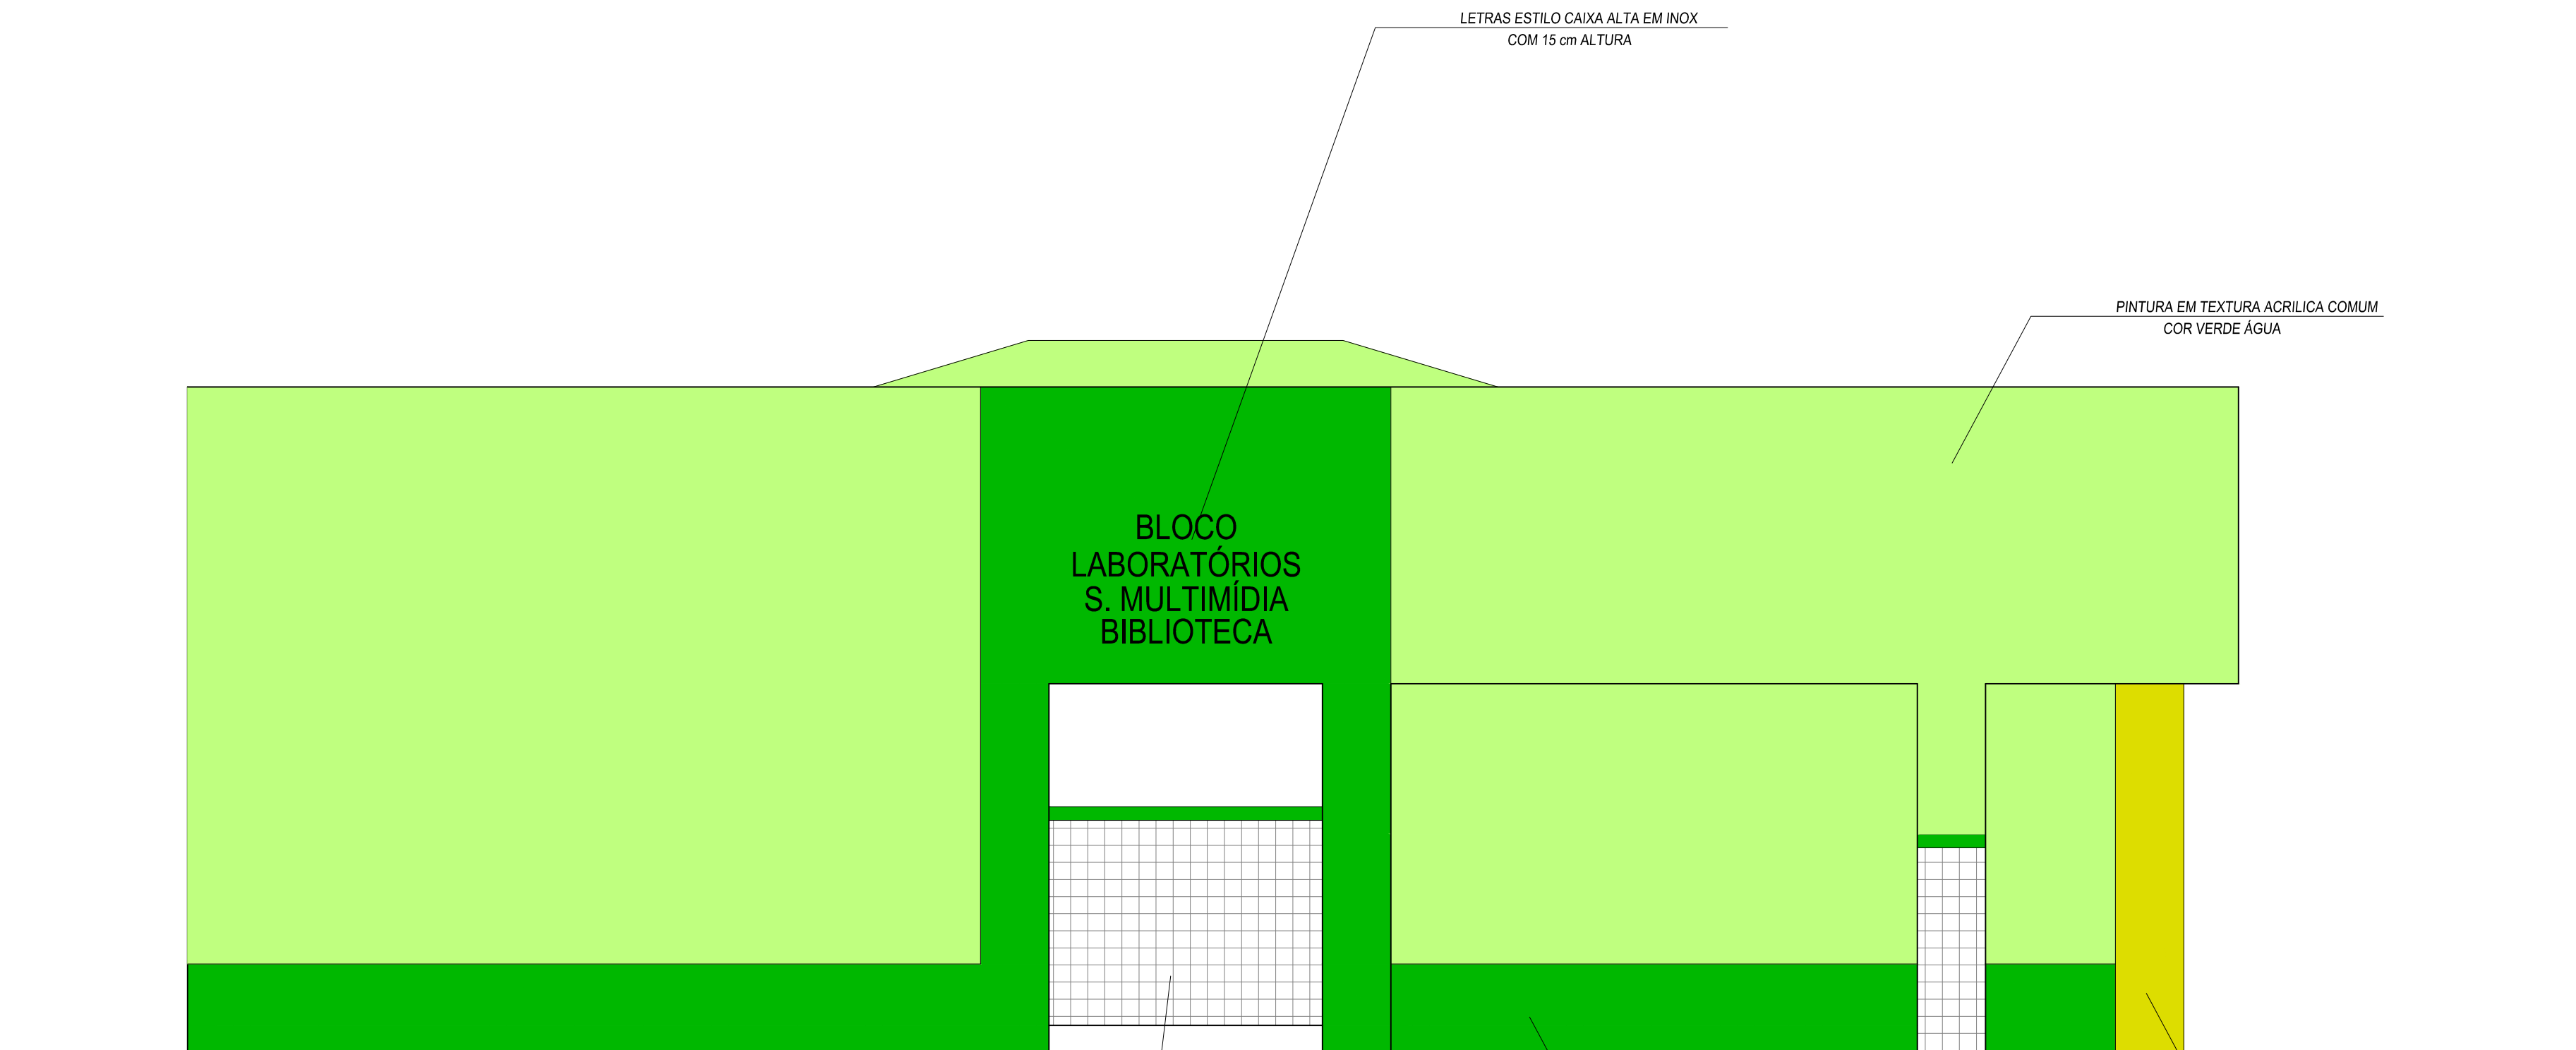 LETRAS ESTILO CAIXA ALTA EM INOX
COM 15 cm ALTURA
PINTURA EM TEXTURA ACRILICA COMUM
COR VERDE ÁGUA
BLOCO
LABORATÓRIOS
S. MULTIMÍDIA
BIBLIOTECA